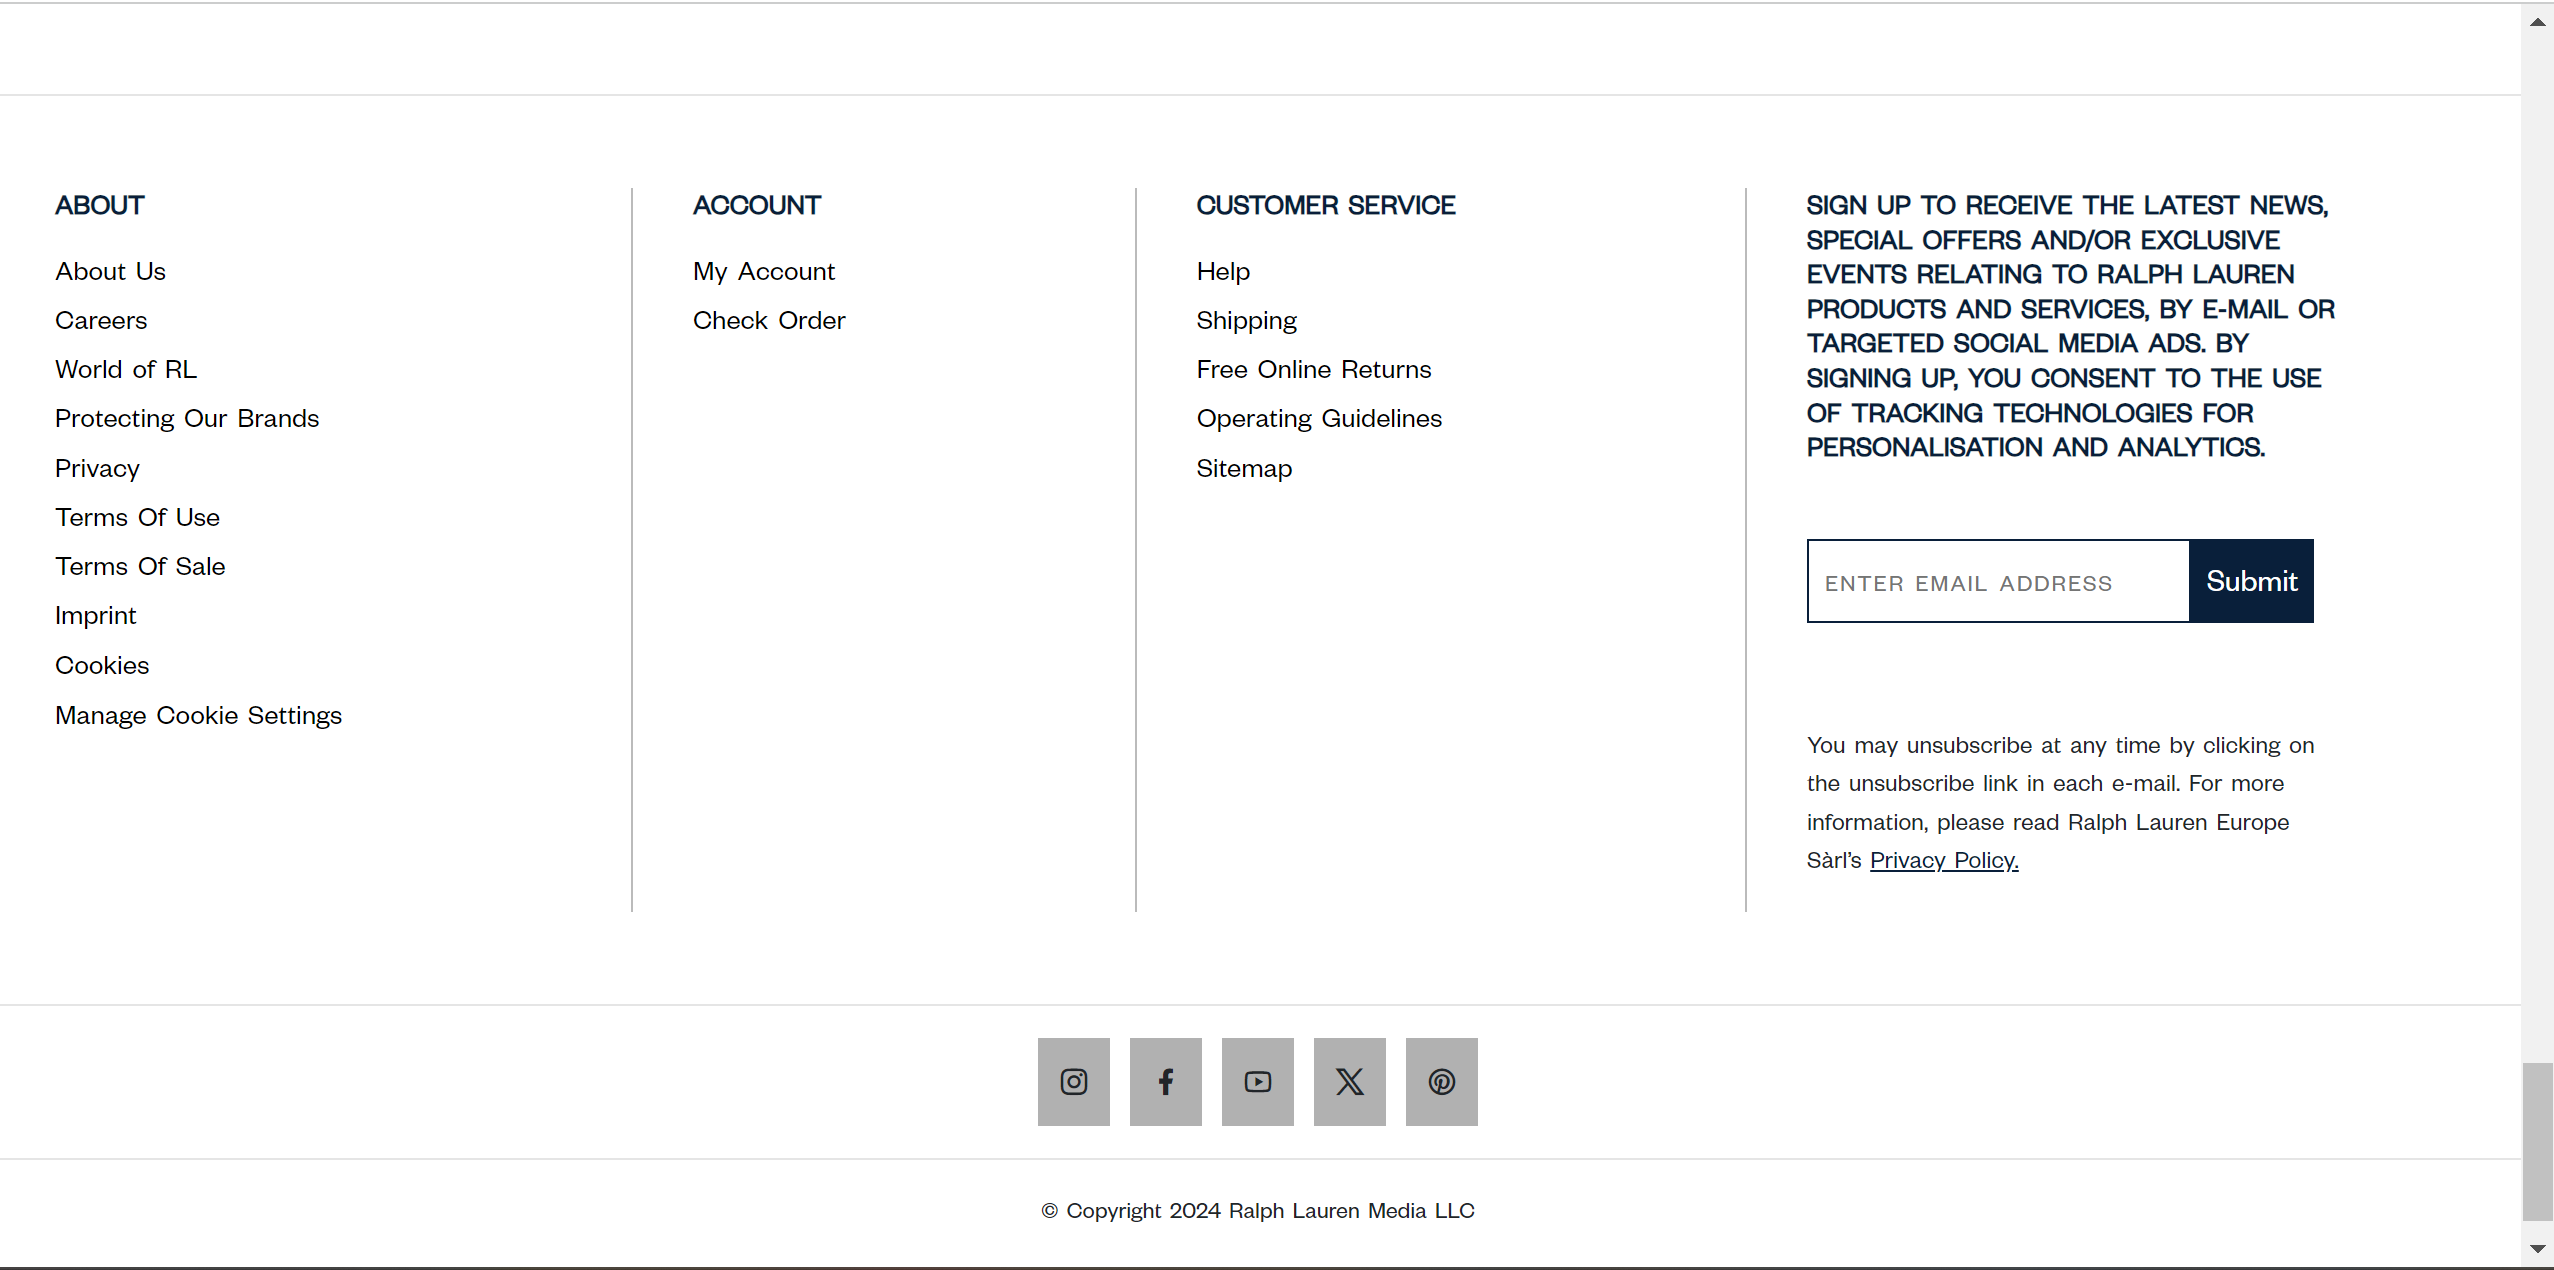 ABOUT
About Us
Careers
World of RL
Protecting Our Brands
Privacy
Terms Of Use
Terms Of Sale
Imprint
Cookies
Manage Cookie Settings
ACCOUNT
My Account
Check Order
CUSTOMER SERVICE
Help
Shipping
Free Online Returns
Operating Guidelines
Sitemap
SIGN UP TO RECEIVE THE LATEST NEWS,
SPECIAL OFFERS AND/OR EXCLUSIVE
EVENTS RELATING TO RALPH LAUREN
PRODUCTS AND SERVICES, BY E-MAIL OR
TARGETED SOCIAL MEDIA ADS. BY
SIGNING UP, YOU CONSENT TO THE USE
OF TRACKING TECHNOLOGIES FOR
PERSONALISATION AND ANALYTICS.
ENTER EMAIL ADDRESS
Submit
You may unsubscribe at any time by clicking on
the unsubscribe link in each e-mail. For more
information, please read Ralph Lauren Europe
Sàrl’s Privacy Policy.
© Copyright 2024 Ralph Lauren Media LLC